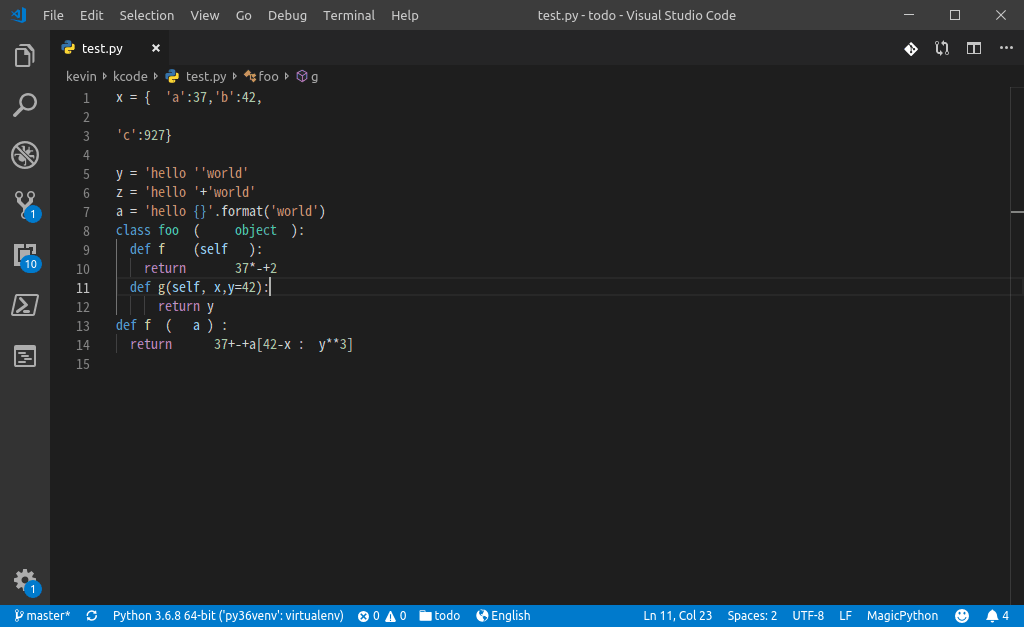 File Edit Selection View Go Debug Terminal Help test.py - todo - Visual Studio Code
test.py
kevin kcode test.py foo g
1 x = {  'a':37,'b':42,
2
3 'c':927}
4
5 y = 'hello ''world'
6 z = 'hello '+'world'
7 a = 'hello {}'.format('world')
8 class foo  (     object  ):
9   def f    (self   ):
10     return       37*-+2
11   def g(self, x,y=42):
12       return y
13 def f  (   a ) :
14   return      37+-+a[42-x :  y**3]
15
1
10
1
master* Python 3.6.8 64-bit ('py36venv': virtualenv) 0 0 todo English Ln 11, Col 23 Spaces: 2 UTF-8 LF MagicPython 4